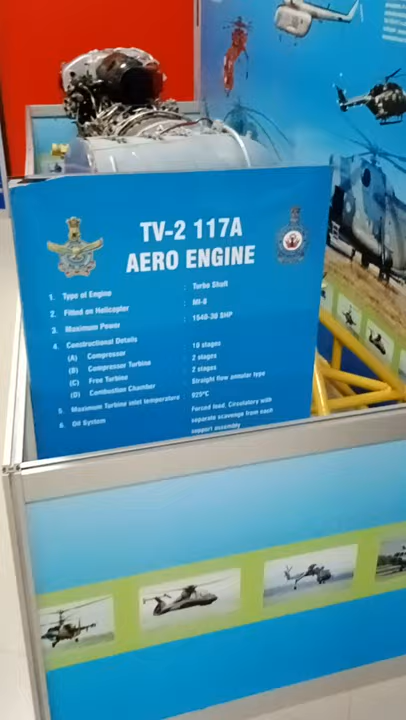 TV-2 117A
AERO ENGINE
1. Type of Engine : Turbo Shaft
2. Fitted on Helicopter : MI-8
3. Maximum Power : 1540-30 SHP
4. Constructional Details
(A) Compressor : 10 stages
(B) Compressor Turbine : 2 stages
(C) Free Turbine : 2 stages
(D) Combustion Chamber : Straight flow annular type
5. Maximum Turbine inlet temperature : 925°C
6. Oil System : Forced feed, Circulatory with
separate scavenge from each
support assembly